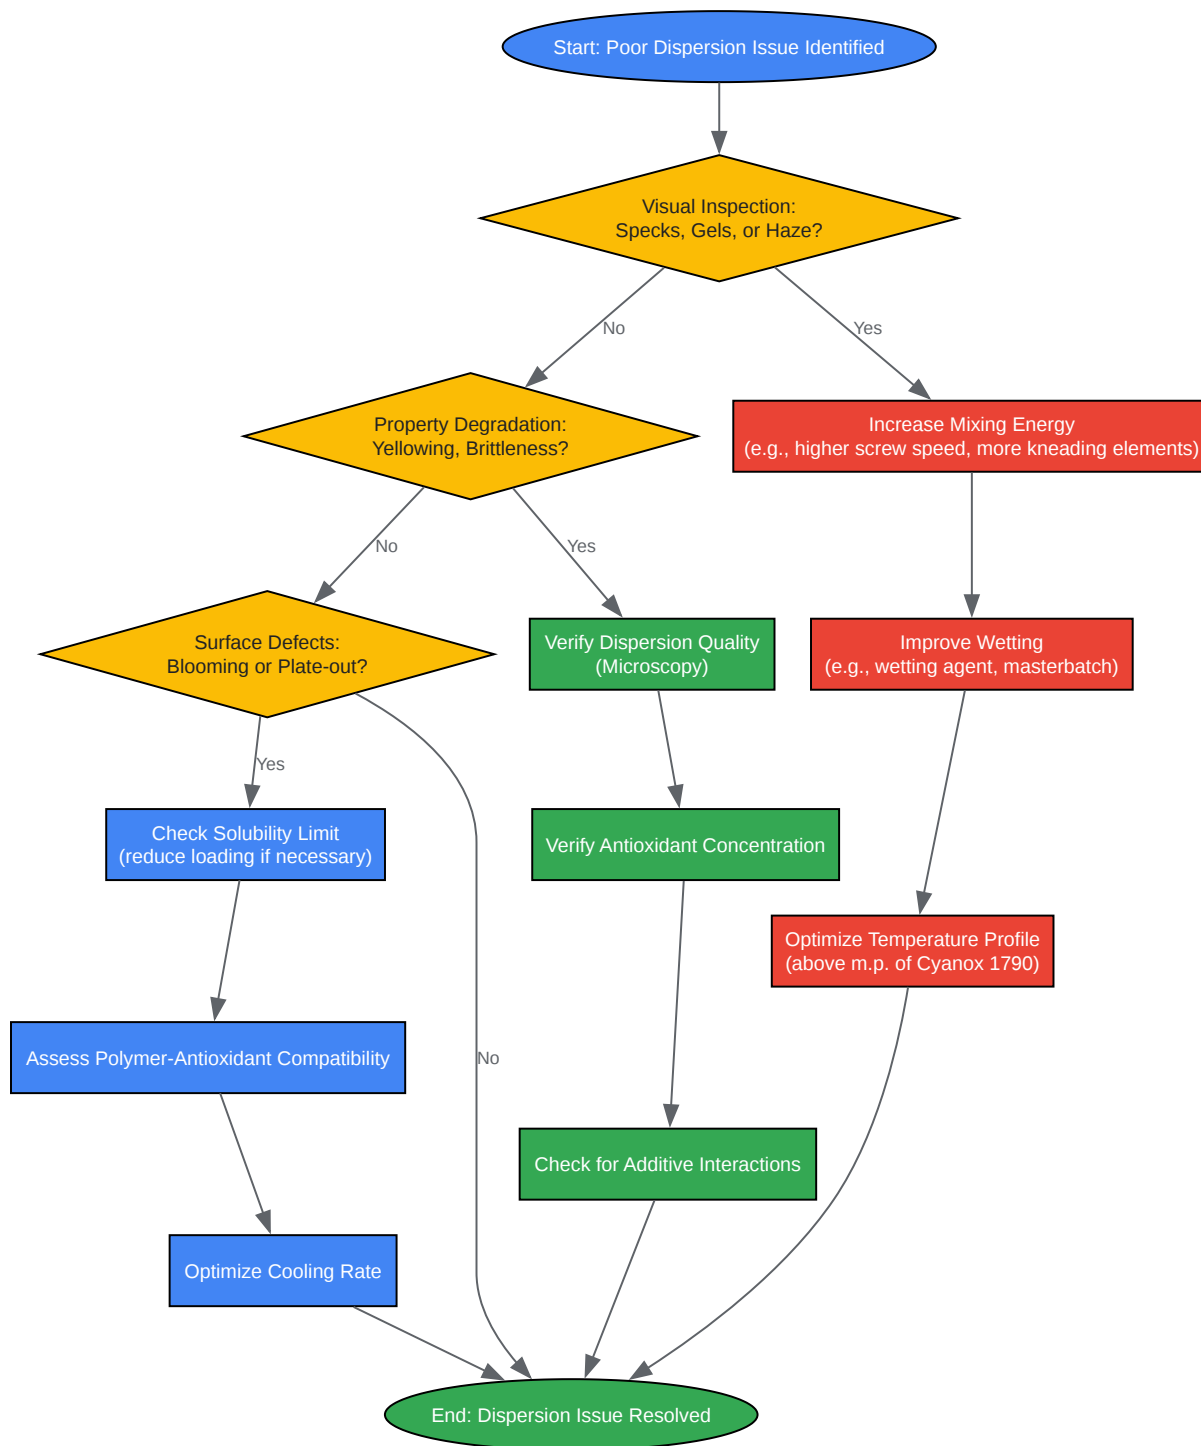 Start: Poor Dispersion Issue Identified
Visual Inspection:
Specks, Gels, or Haze?
No
Yes
Property Degradation:
Yellowing, Brittleness?
Increase Mixing Energy
(e.g., higher screw speed, more kneading elements)
No
Yes
Surface Defects:
Blooming or Plate-out?
Verify Dispersion Quality
(Microscopy)
Improve Wetting
(e.g., wetting agent, masterbatch)
Yes
Check Solubility Limit
(reduce loading if necessary)
Verify Antioxidant Concentration
Optimize Temperature Profile
(above m.p. of Cyanox 1790)
Assess Polymer-Antioxidant Compatibility
No
Check for Additive Interactions
Optimize Cooling Rate
End: Dispersion Issue Resolved